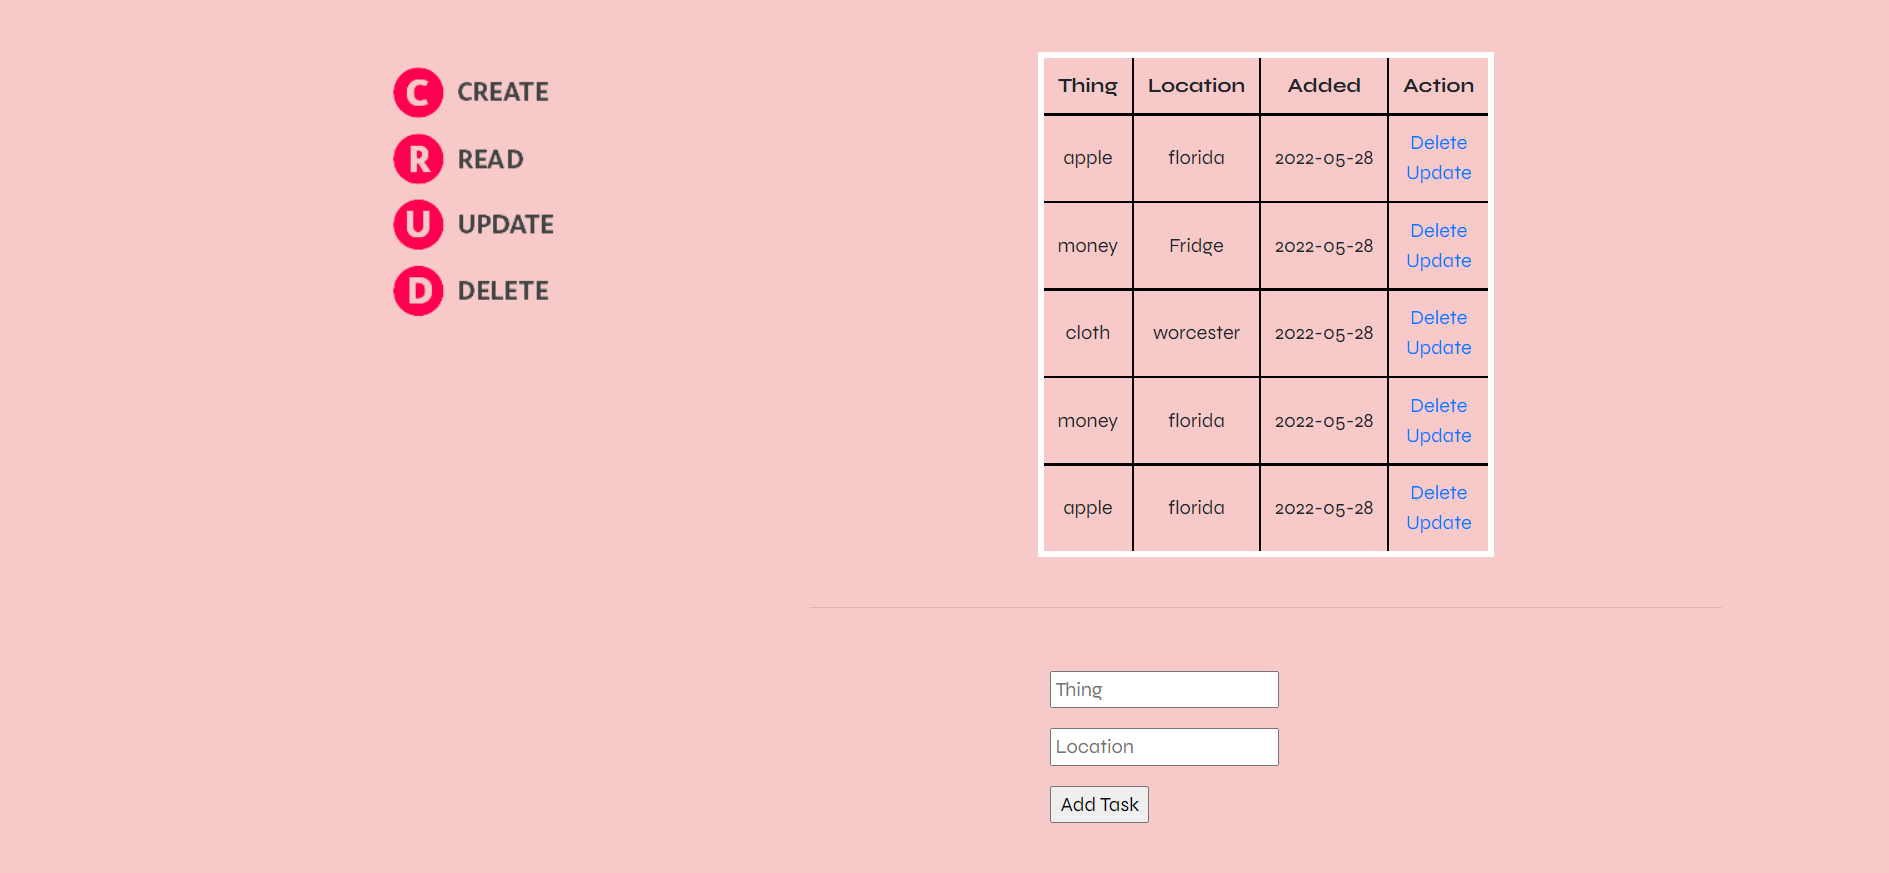 C CREATE
R READ
U UPDATE
D DELETE
Thing Location Added Action
apple florida 2022-05-28 Delete
Update
money Fridge 2022-05-28 Delete
Update
cloth worcester 2022-05-28 Delete
Update
money florida 2022-05-28 Delete
Update
apple florida 2022-05-28 Delete
Update
Thing
Location
Add Task